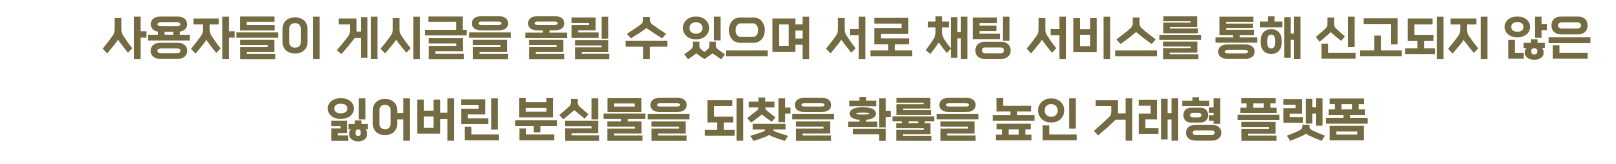 사용자들이 게시글을 올릴 수 있으며 서로 채팅 서비스를 통해 신고되지 않은
잃어버린 분실물을 되찾을 확률을 높인 거래형 플랫폼